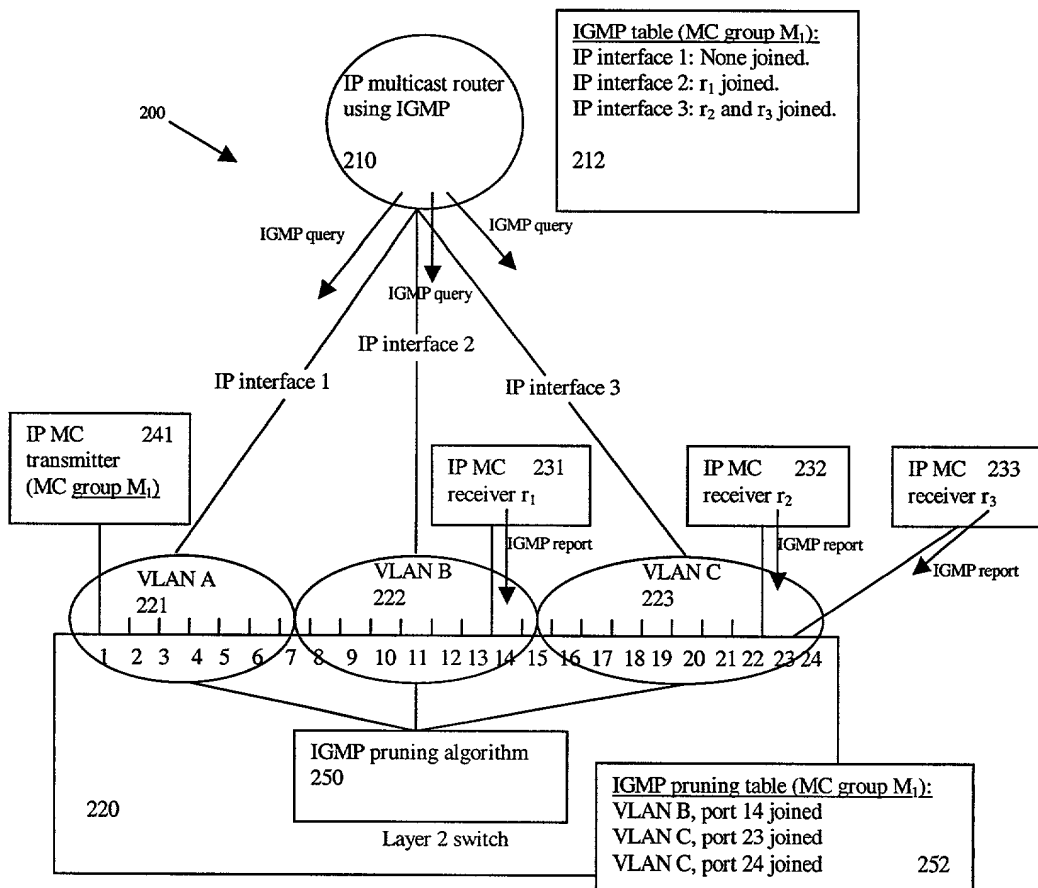 IP multicast router
using IGMP
210
IGMP table (MC group M₁):
IP interface 1: None joined.
IP interface 2: r₁ joined.
IP interface 3: r₂ and r₃ joined.
212
200
IGMP query
IGMP query
IGMP query
IP interface 2
IP interface 1
IP interface 3
IP MC 241
transmitter
(MC group M₁)
IP MC 231
receiver r₁
IP MC 232
receiver r₂
IP MC 233
receiver r₃
IGMP report
IGMP report
IGMP report
VLAN A
221
VLAN B
222
VLAN C
223
1 2 3 4 5 6 7 8 9 10 11 12 13 14 15 16 17 18 19 20 21 22 23 24
IGMP pruning algorithm
250
220
Layer 2 switch
IGMP pruning table (MC group M₁):
VLAN B, port 14 joined
VLAN C, port 23 joined
VLAN C, port 24 joined 252